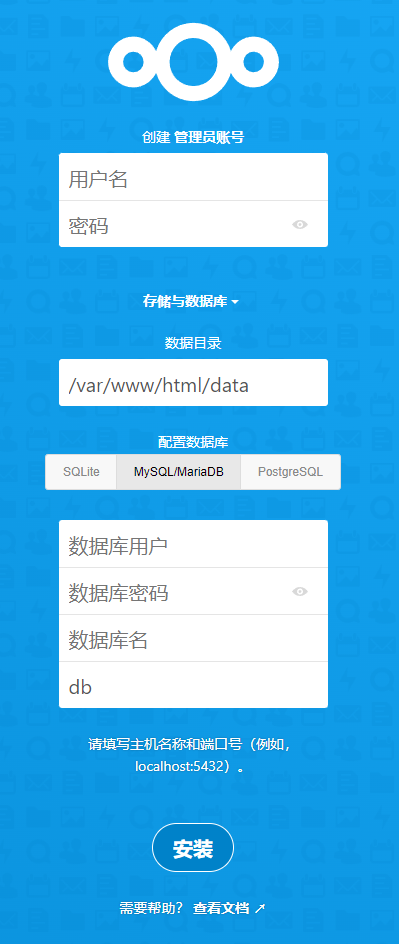 创建 管理员账号
用户名
密码
存储与数据库
数据目录
/var/www/html/data
配置数据库
SQLite MySQL/MariaDB PostgreSQL
数据库用户
数据库密码
数据库名
db
请填写主机名称和端口号（例如，
localhost:5432）。
安装
需要帮助？ 查看文档 ↗